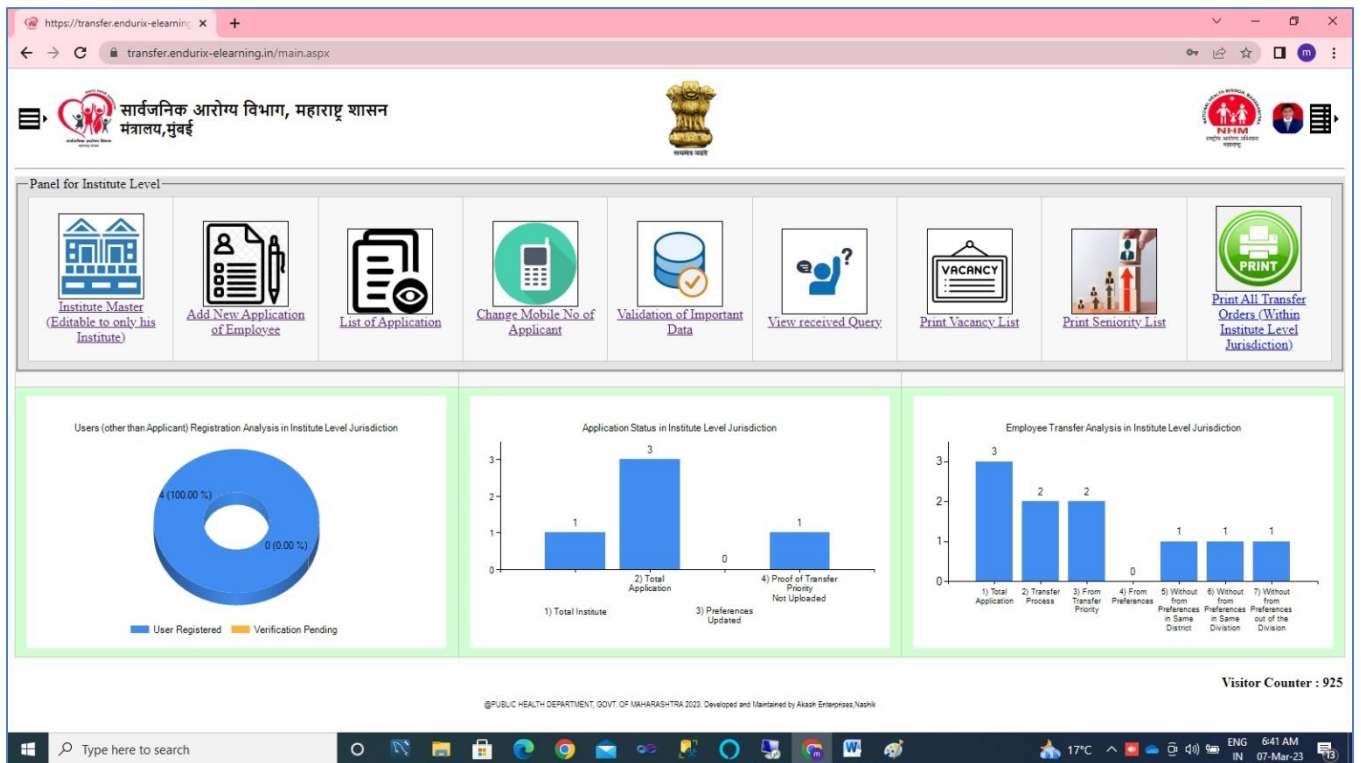 https://transfer.endurix-elearning
transfer.endurix-elearning.in/main.aspx
m
सार्वजनिक आरोग्य विभाग, महाराष्ट्र शासन
मंत्रालय,मुंबई
सत्यमेव जयते
NHM
Panel for Institute Level
Institute Master
(Editable to only his
Institute)
Add New Application
of Employee
List of Application
Change Mobile No of
Applicant
Validation of Important
Data
?
View received Query
VACANCY
Print Vacancy List
Print Seniority List
PRINT
Print All Transfer
Orders (Within
Institute Level
Jurisdiction)
Users (other than Applicant) Registration Analysis in Institute Level Jurisdiction
4 (100.00 %)
0 (0.00 %)
User Registered Verification Pending
Application Status in Institute Level Jurisdiction
3
2
1
0
1
3
0
1
1) Total Institute
2) Total
Application
3) Preferences
Updated
4) Proof of Transfer
Priority
Not Uploaded
Employee Transfer Analysis in Institute Level Jurisdiction
3
2
1
0
3
2
2
0
1
1
1
1) Total
Application
2) Transfer
Process
3) From
Transfer
Priority
4) From
Preferences
5) Without
from
Preferences
in Same
District
6) Without
from
Preferences
in Same
Divistion
7) Without
from
Preferences
out of the
Division
Visitor Counter : 925
@PUBLIC HEALTH DEPARTMENT, GOVT. OF MAHARASHTRA 2023. Developed and Maintained by Akash Enterprises,Nashik
Type here to search
17°C
ENG
IN
6:41 AM
07-Mar-23
13